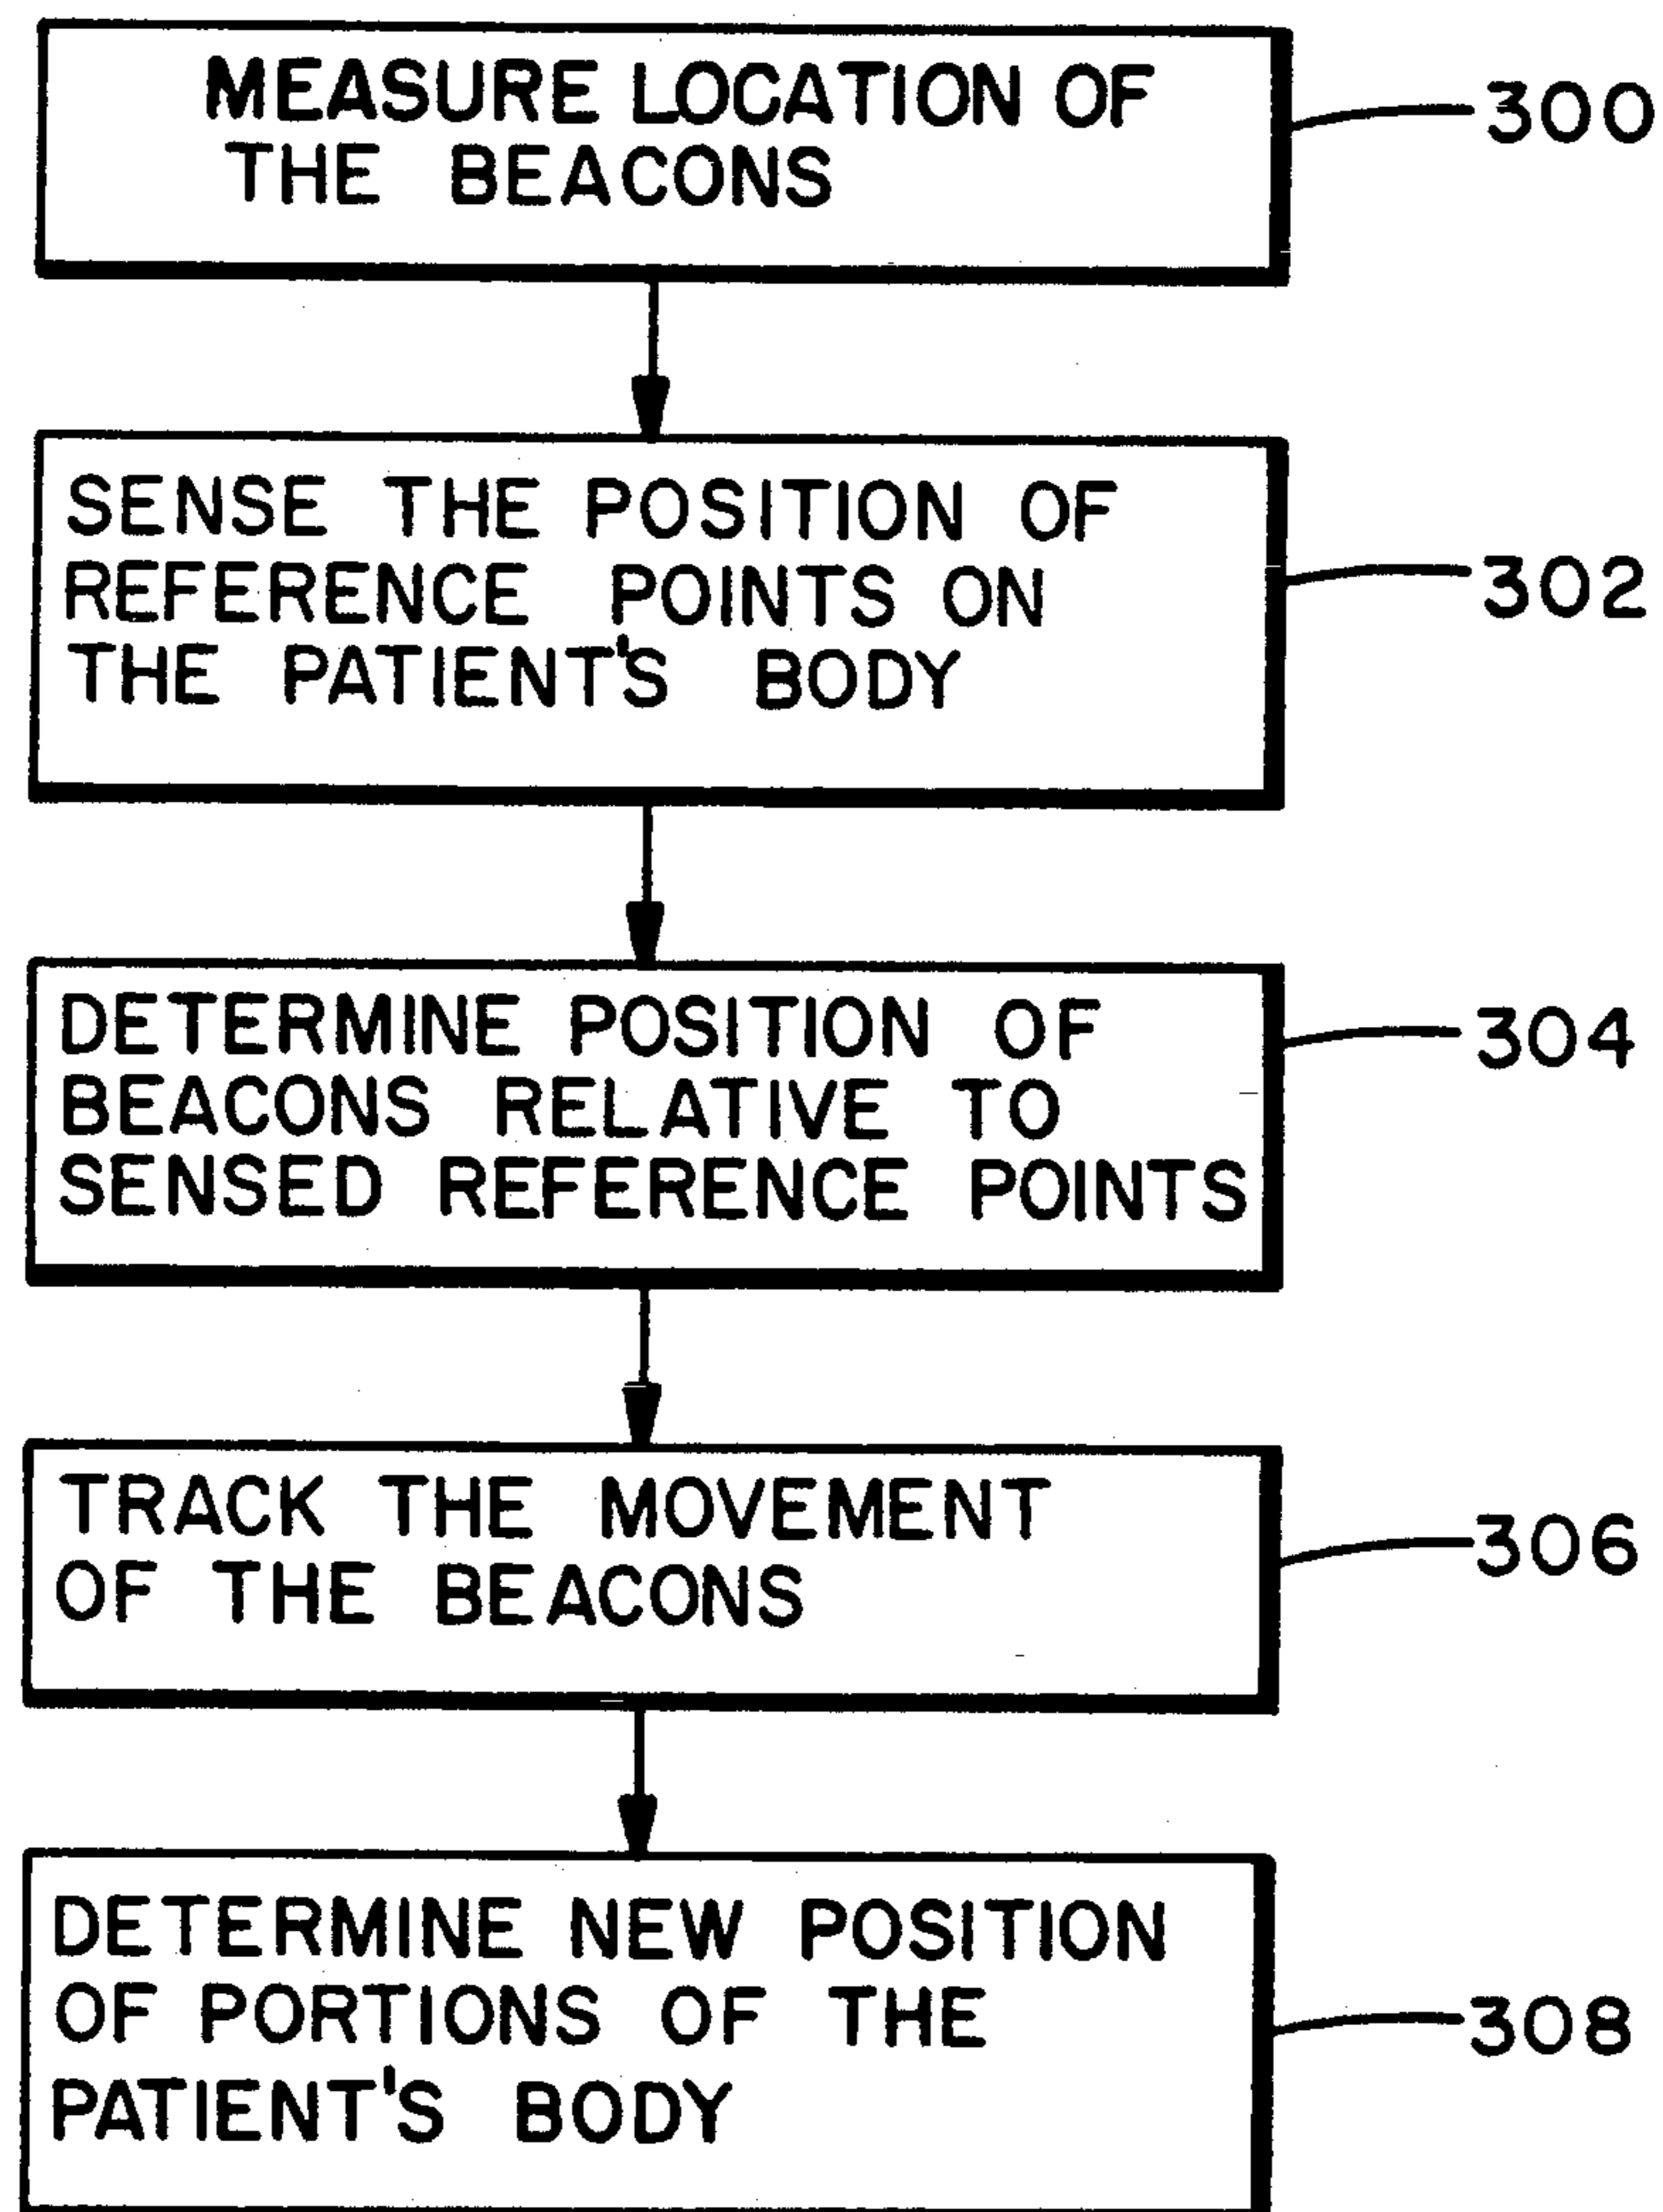 MEASURE LOCATION OF
THE BEACONS
300
SENSE THE POSITION OF
REFERENCE POINTS ON
THE PATIENT'S BODY
302
DETERMINE POSITION OF
BEACONS RELATIVE TO
SENSED REFERENCE POINTS
304
TRACK THE MOVEMENT
OF THE BEACONS
306
DETERMINE NEW POSITION
OF PORTIONS OF THE
PATIENT'S BODY
308